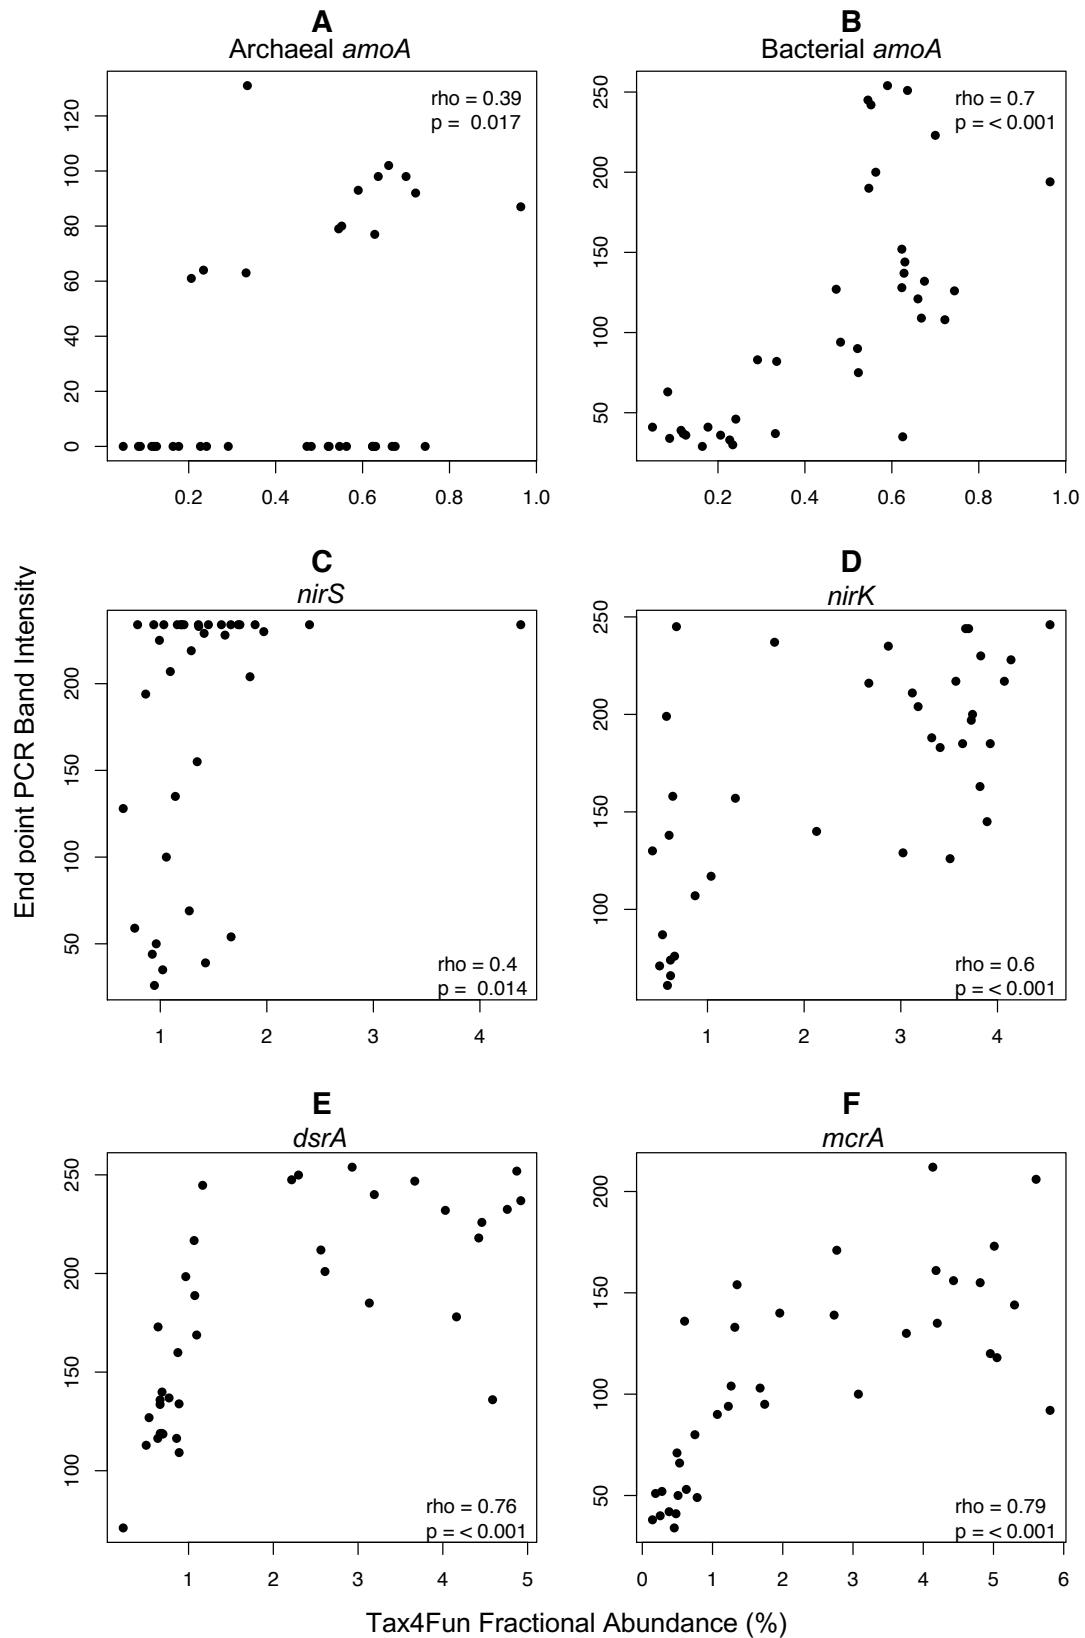 A
Archaeal amoA
rho = 0.39
p = 0.017
0 20 40 60 80 100 120
0.2 0.4 0.6 0.8 1.0
B
Bacterial amoA
rho = 0.7
p = < 0.001
50 100 150 200 250
0.2 0.4 0.6 0.8 1.0
End point PCR Band Intensity
C
nirS
rho = 0.4
p = 0.014
50 100 150 200
1 2 3 4
D
nirK
rho = 0.6
p = < 0.001
100 150 200 250
1 2 3 4
E
dsrA
rho = 0.76
p = < 0.001
100 150 200 250
1 2 3 4 5
F
mcrA
rho = 0.79
p = < 0.001
50 100 150 200
0 1 2 3 4 5 6
Tax4Fun Fractional Abundance (%)